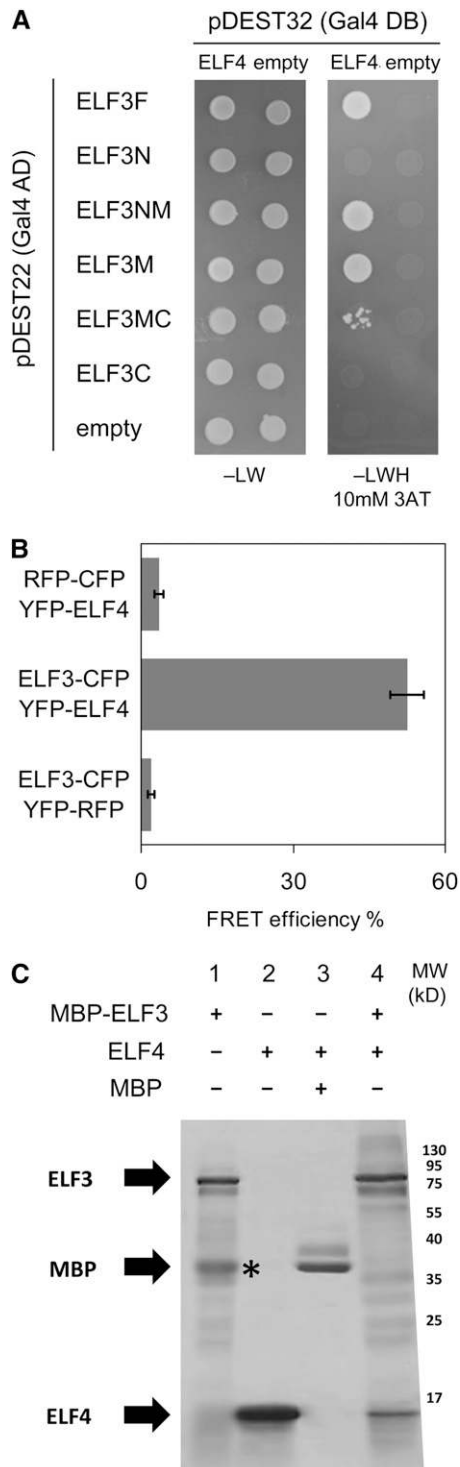 A
pDEST32 (Gal4 DB)
ELF4 empty
ELF4 empty
pDEST22 (Gal4 AD)
ELF3F
ELF3N
ELF3NM
ELF3M
ELF3MC
ELF3C
empty
–LW
–LWH
10mM 3AT
B
RFP-CFP
YFP-ELF4
ELF3-CFP
YFP-ELF4
ELF3-CFP
YFP-RFP
0 30 60
FRET efficiency %
C
1 2 3 4 MW
(kD)
MBP-ELF3 + – – +
ELF4 – + + +
MBP – – + –
130
95
ELF3 75
55
40
MBP * 35
25
17
ELF4